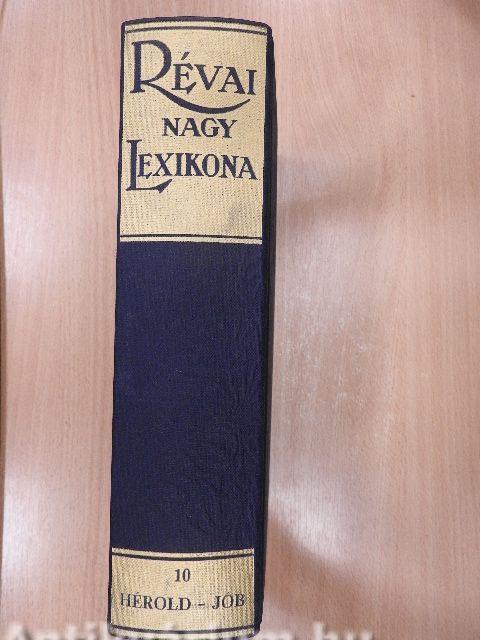 RÉVAI
NAGY
LEXIKONA
10
HÉROLD - JOB